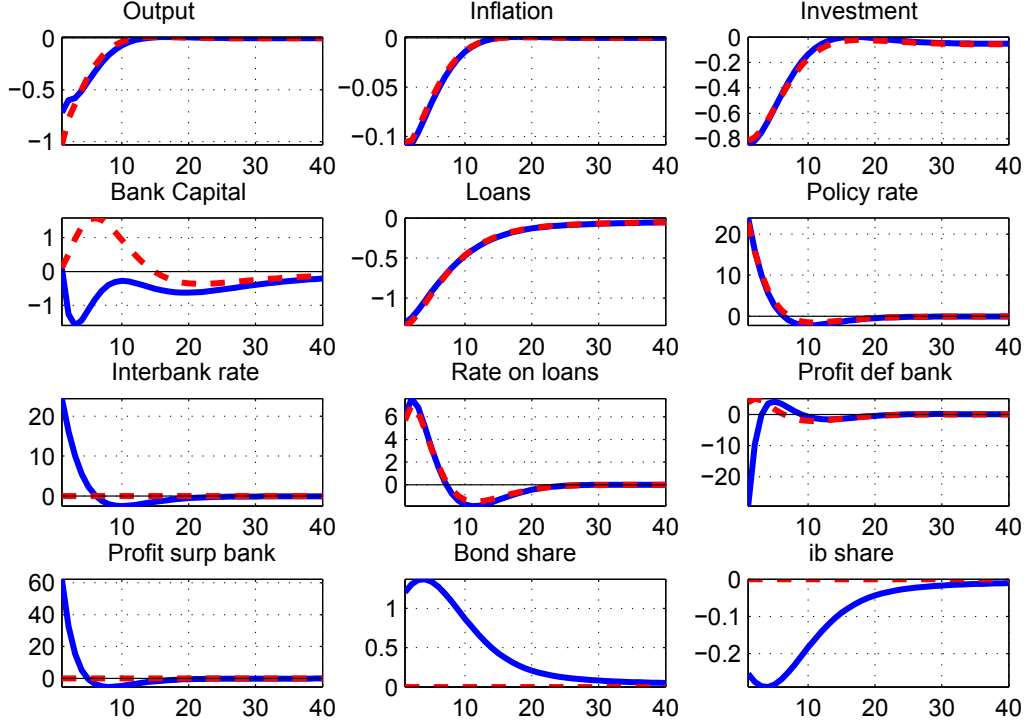 Output Inflation Investment
0 0 0
−0.5 −0.05 −0.2
−1 −0.1 −0.4
−0.6
−0.8
10 20 30 40 10 20 30 40 10 20 30 40
Bank Capital Loans Policy rate
1 0 20
0 −0.5 10
−1 −1 0
10 20 30 40 10 20 30 40 10 20 30 40
Interbank rate Rate on loans Profit def bank
20 6 0
10 4 −10
0 2 −20
0
10 20 30 40 10 20 30 40 10 20 30 40
Profit surp bank Bond share ib share
60 1 0
40 0.5 −0.1
20 0 −0.2
0
10 20 30 40 10 20 30 40 10 20 30 40